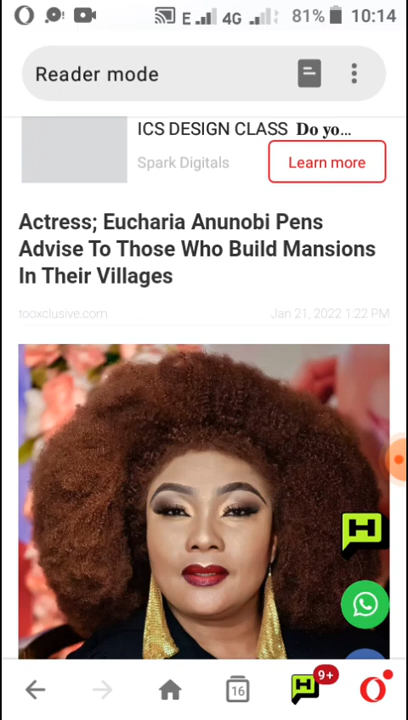 E 4G 81% 10:14
Reader mode
ICS DESIGN CLASS 𝐃𝐨 𝐲𝐨...
Spark Digitals
Learn more
Actress; Eucharia Anunobi Pens
Advise To Those Who Build Mansions
In Their Villages
tooxclusive.com
Jan 21, 2022 1:22 PM
H
16
H
9+